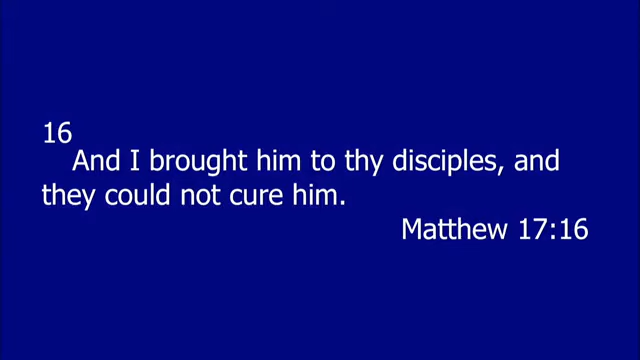 16
And I brought him to thy disciples, and
they could not cure him.
Matthew 17:16